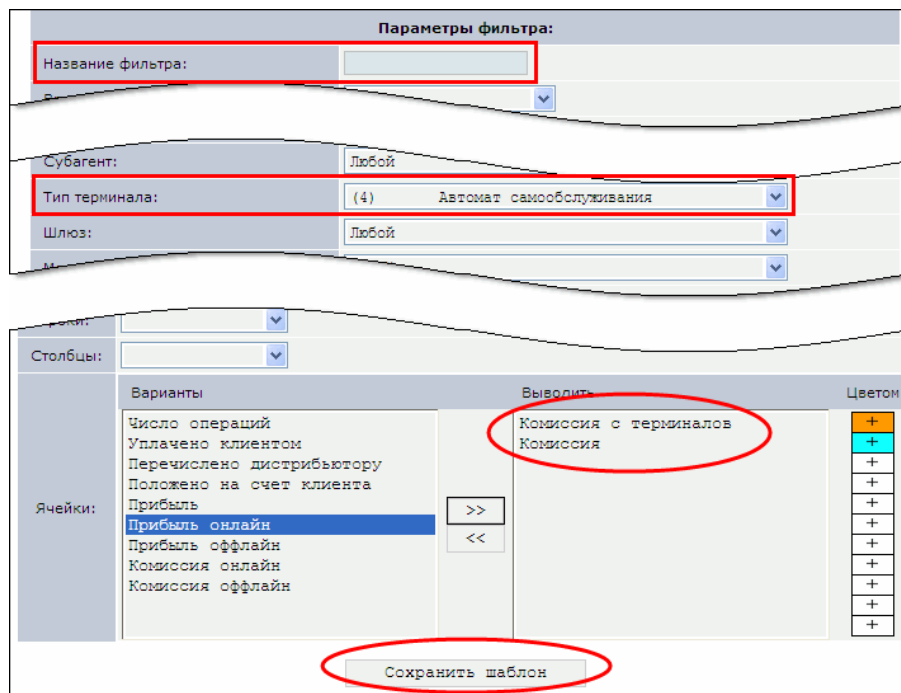 Параметры фильтра:
Название фильтра:
Субагент: Любой
Тип терминала: (4) Автомат самообслуживания
Шлюз: Любой
Столбцы:
Варианты Выводить Цветом
Ячейки:
Число операций
Уплачено клиентом
Перечислено дистрибьютору
Положено на счет клиента
Прибыль
Прибыль онлайн
Прибыль оффлайн
Комиссия онлайн
Комиссия оффлайн
>>
<<
Комиссия с терминалов
Комиссия
+
+
+
+
+
+
+
+
+
+
+
Сохранить шаблон